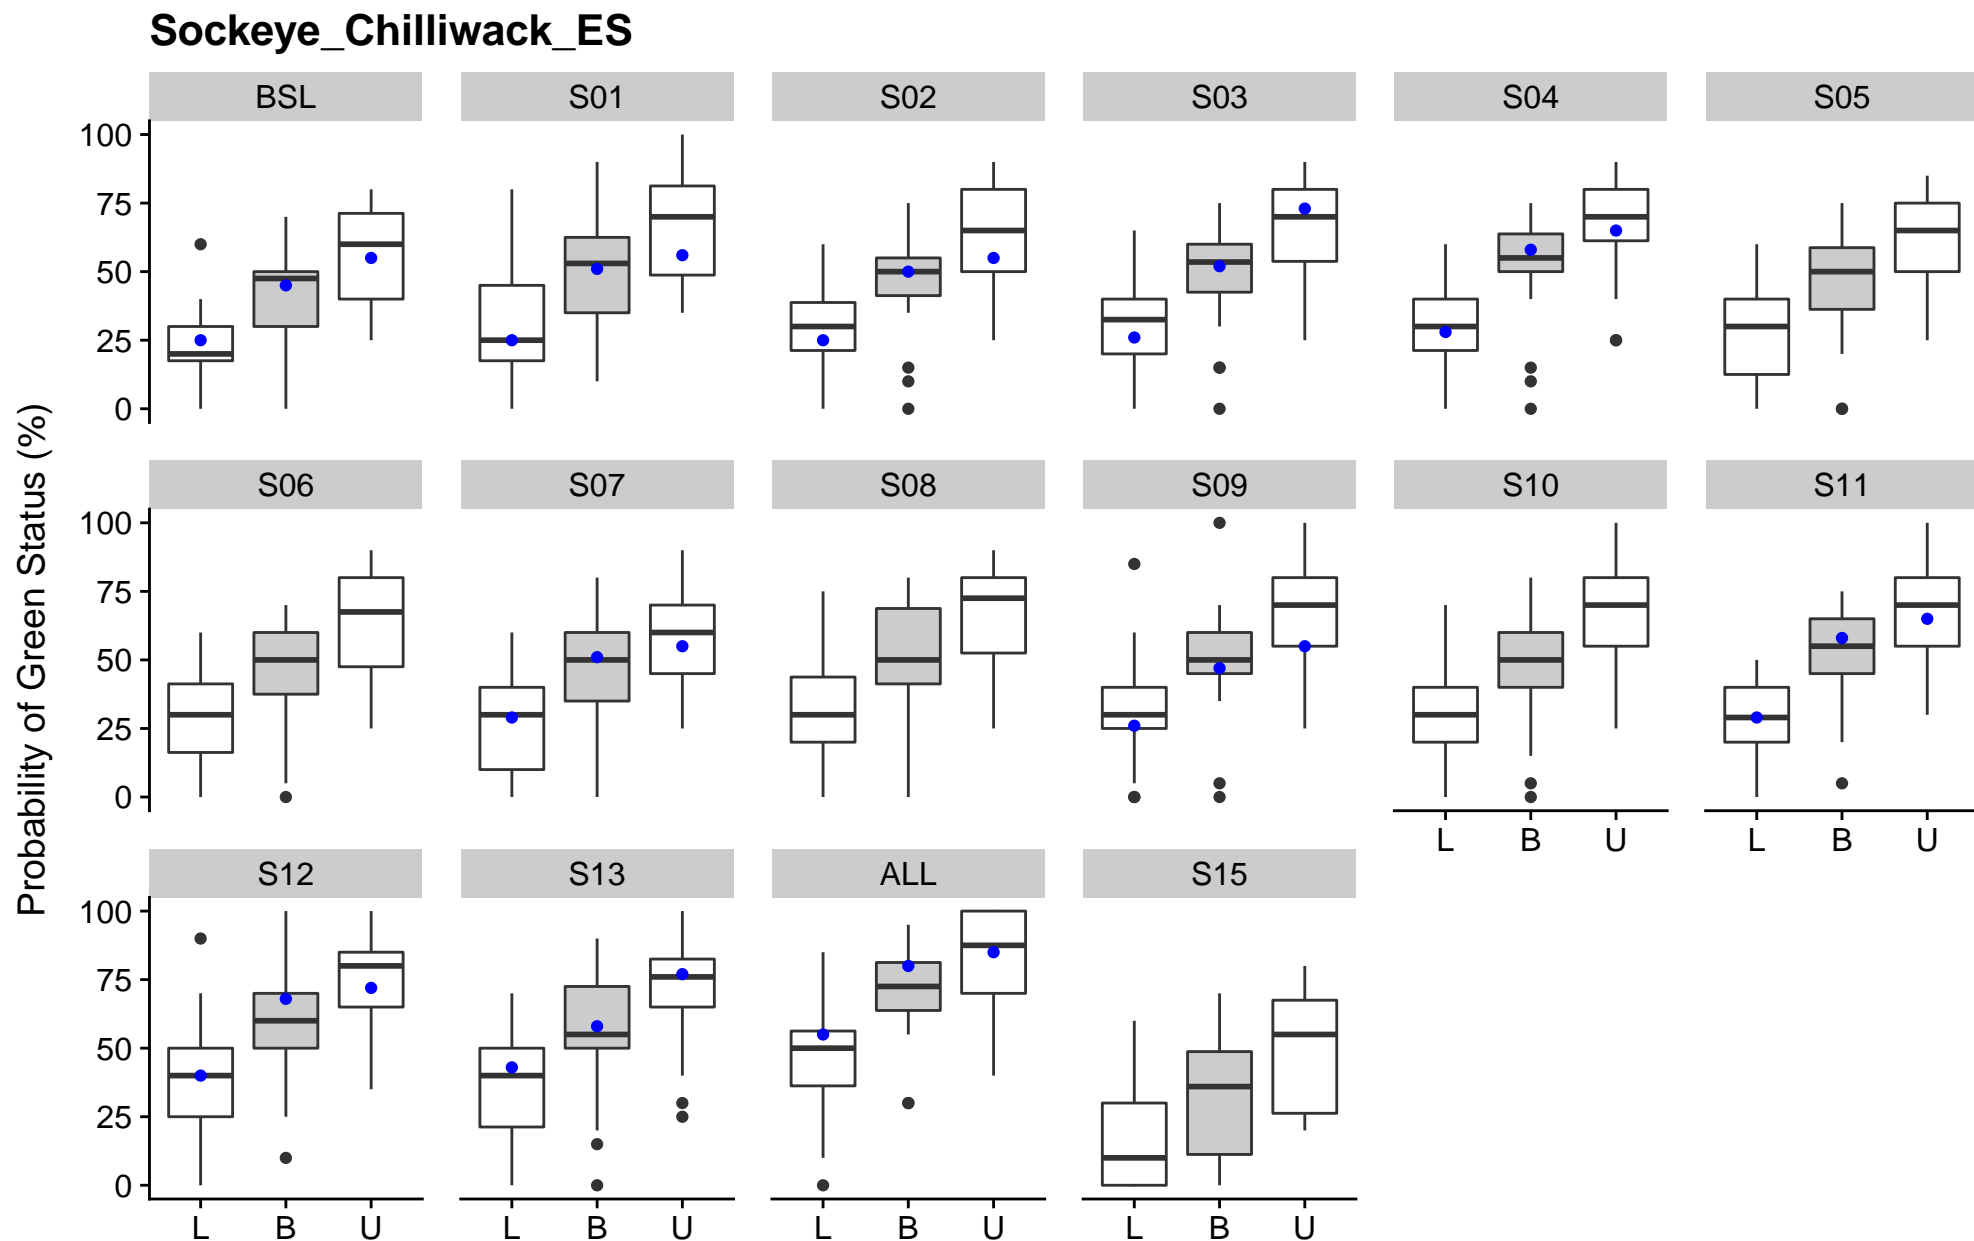 Sockeye_Chilliwack_ES
BSL S01 S02 S03 S04 S05
100
75
50
25
0
Probability of Green Status (%)
S06 S07 S08 S09 S10 S11
100
75
50
25
0
L B U L B U
S12 S13 ALL S15
100
75
50
25
0
L B U L B U L B U L B U